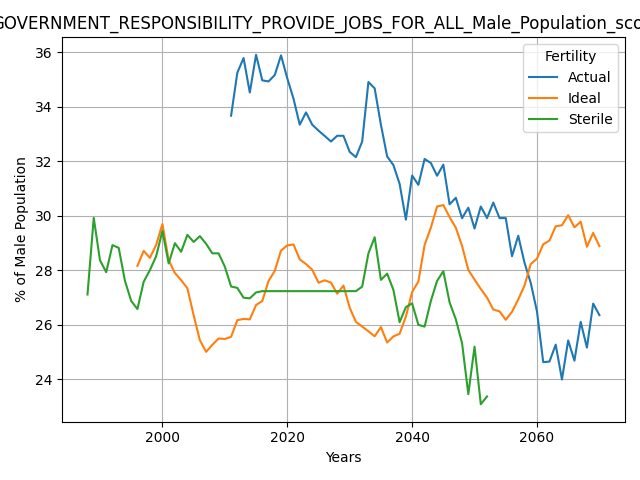 GOVERNMENT_RESPONSIBILITY_PROVIDE_JOBS_FOR_ALL_Male_Population_sco
Fertility
Actual
Ideal
Sterile
% of Male Population
36
34
32
30
28
26
24
2000 2020 2040 2060
Years